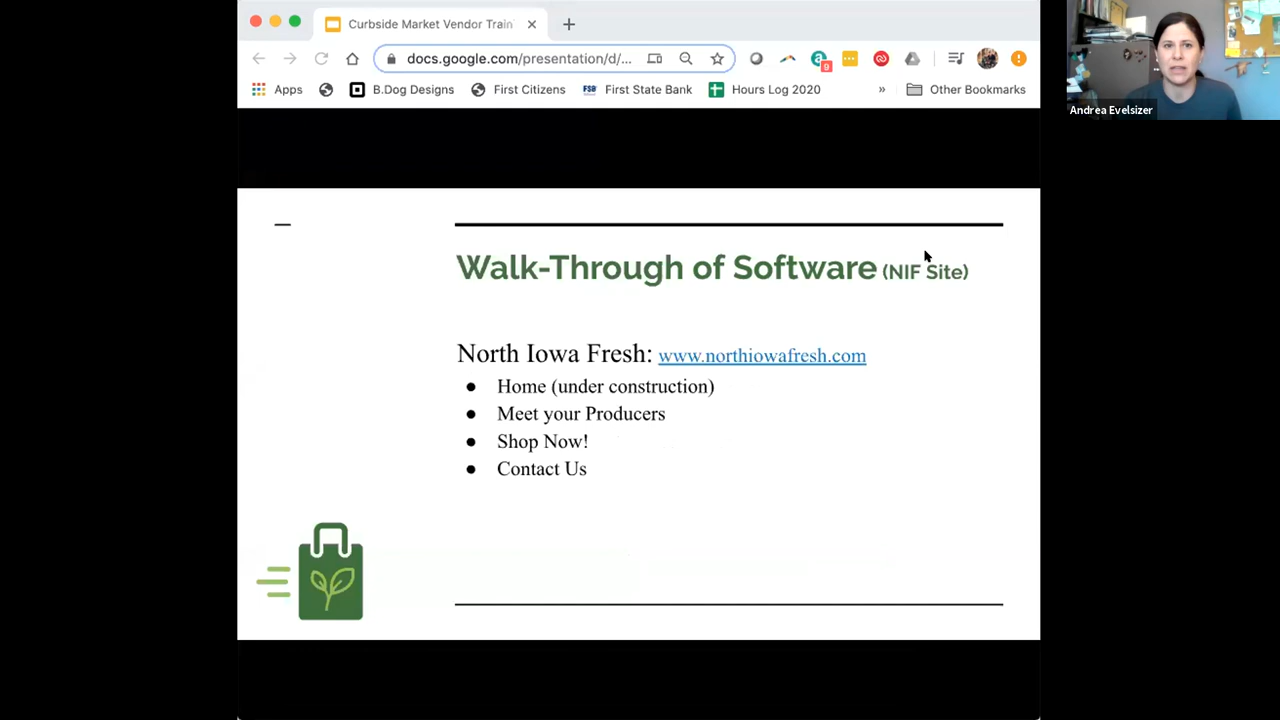 Curbside Market Vendor Train
docs.google.com/presentation/d/...
9
Apps
B.Dog Designs
First Citizens
FSB
First State Bank
Hours Log 2020
»
Other Bookmarks
Andrea Evelsizer
Walk-Through of Software (NIF Site)
North Iowa Fresh: www.northiowafresh.com
● Home (under construction)
● Meet your Producers
● Shop Now!
● Contact Us